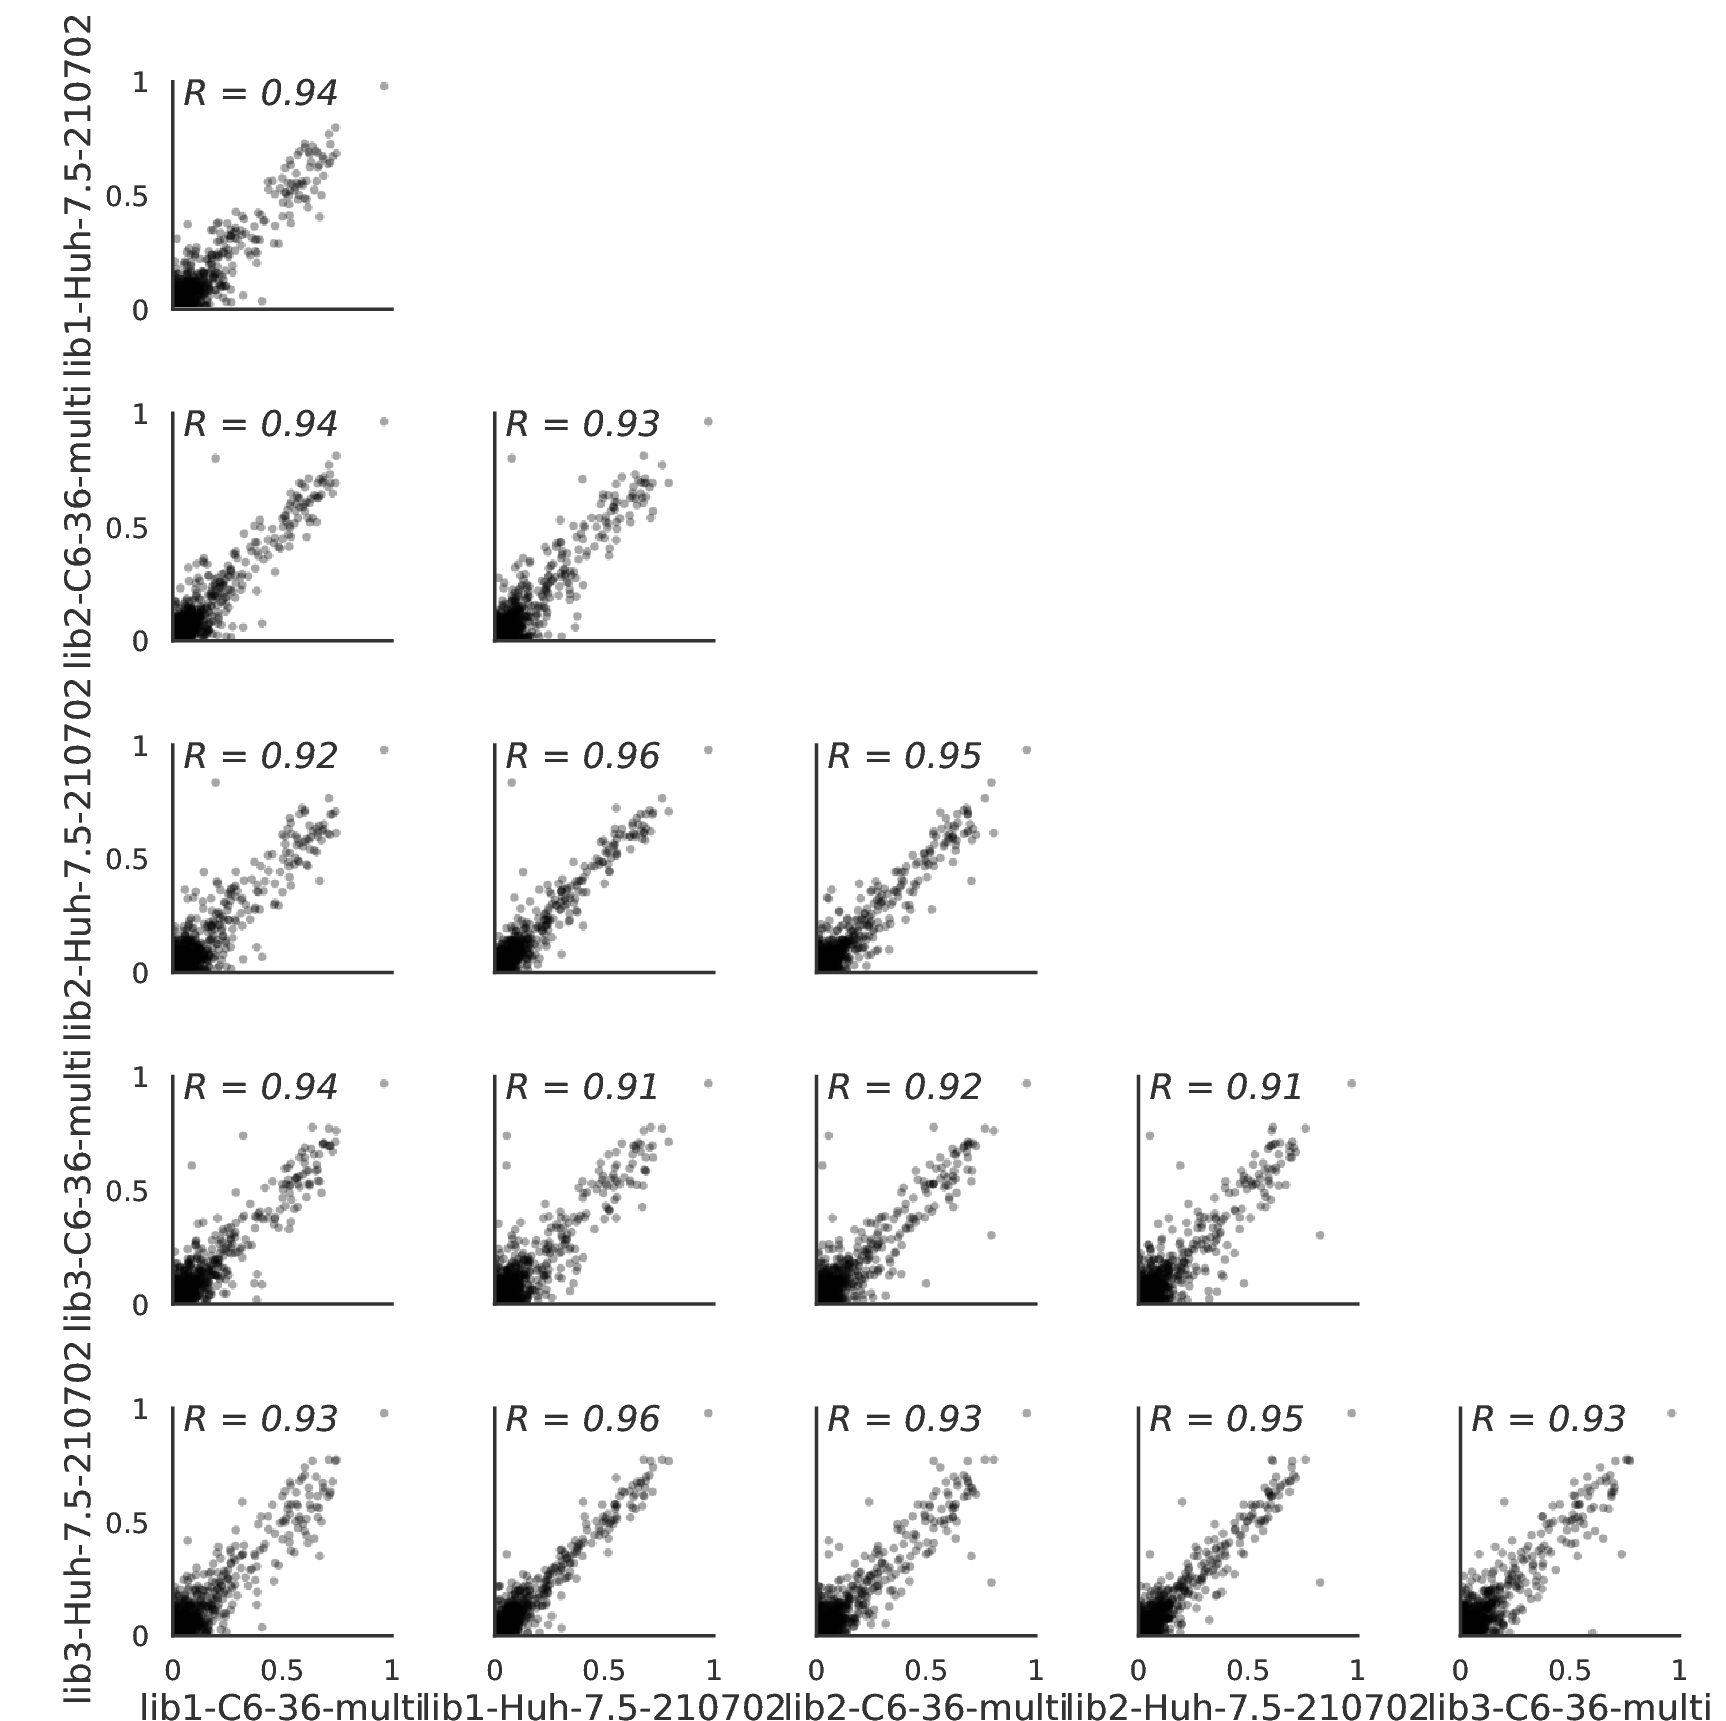 lib1-Huh-7.5-210702
1
0.5
0
R = 0.94
lib2-C6-36-multi
1
0.5
0
R = 0.94
R = 0.93
lib2-Huh-7.5-210702
1
0.5
0
R = 0.92
R = 0.96
R = 0.95
lib3-C6-36-multi
1
0.5
0
R = 0.94
R = 0.91
R = 0.92
R = 0.91
lib3-Huh-7.5-210702
1
0.5
0
R = 0.93
R = 0.96
R = 0.93
R = 0.95
R = 0.93
0 0.5 1
0 0.5 1
0 0.5 1
0 0.5 1
0 0.5 1
lib1-C6-36-multi
lib1-Huh-7.5-210702
lib2-C6-36-multi
lib2-Huh-7.5-210702
lib3-C6-36-multi